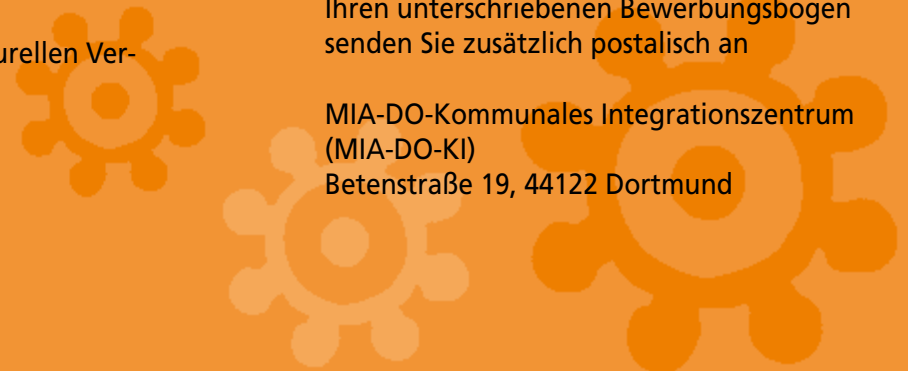 urellen Ver-
Ihren unterschriebenen Bewerbungsbogen
senden Sie zusätzlich postalisch an
MIA-DO-Kommunales Integrationszentrum
(MIA-DO-KI)
Betenstraße 19, 44122 Dortmund